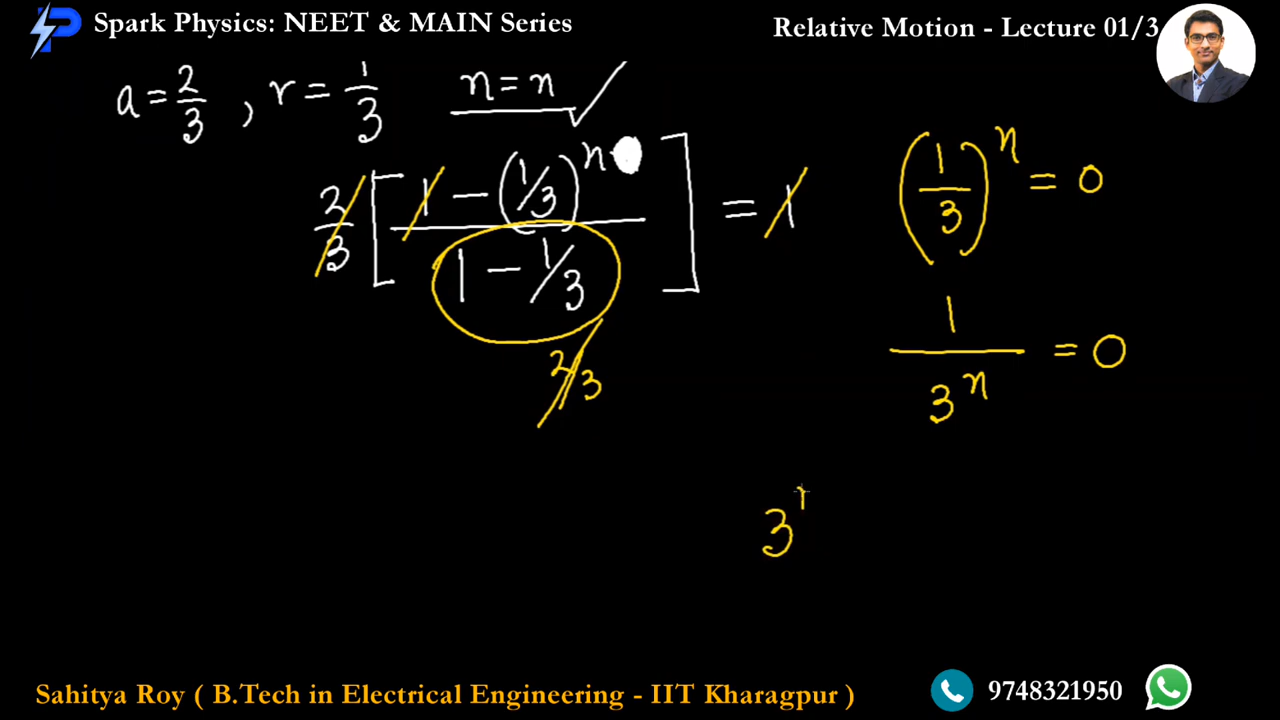 Spark Physics: NEET & MAIN Series
Relative Motion - Lecture 01/3
a = 2/3 , r = 1/3 n = n ✓
2/3 [ 1 - (1/3)^n / 1 - 1/3 ] = 1
2/3
(1/3)^n = 0
1 / 3^n = 0
3
Sahitya Roy ( B.Tech in Electrical Engineering - IIT Kharagpur )
9748321950